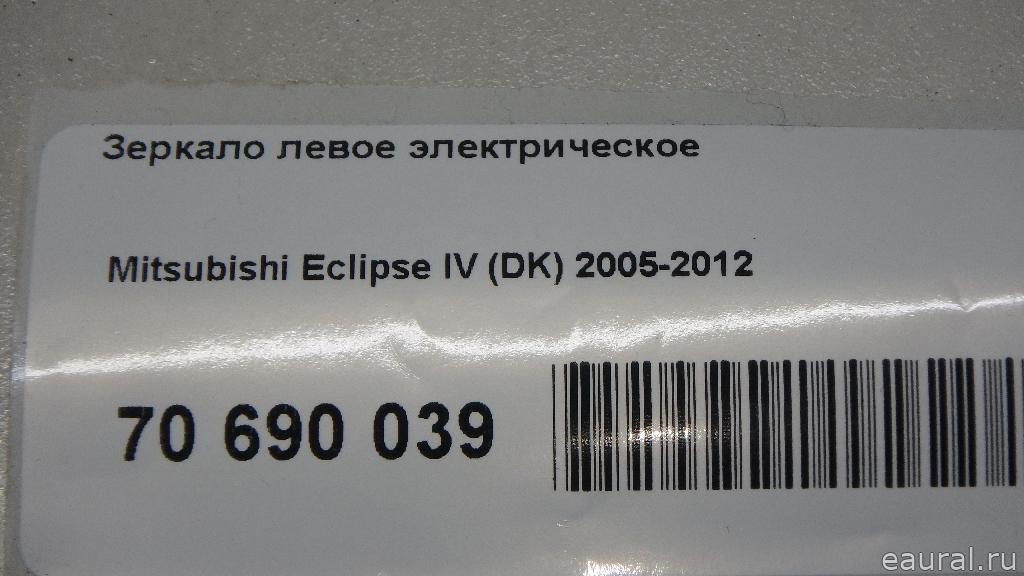 Зеркало левое электрическое
Mitsubishi Eclipse IV (DK) 2005-2012
70 690 039
eaural.ru